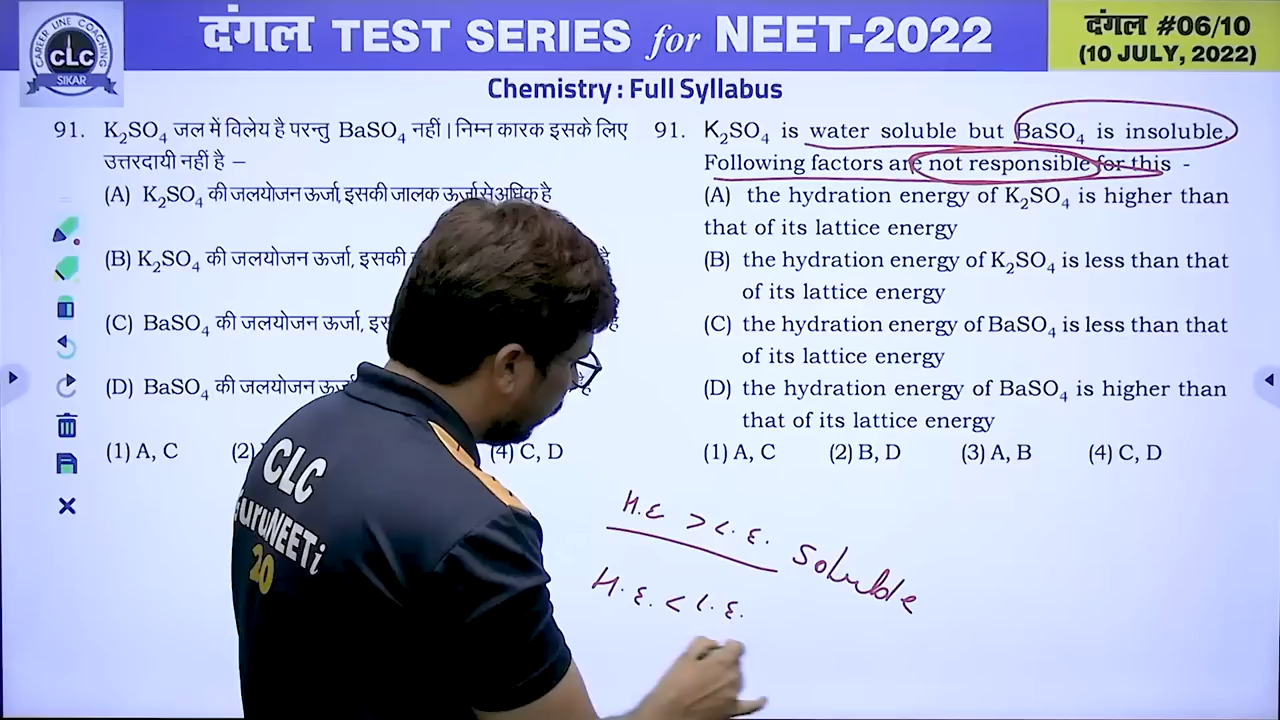 CAREER LINE COACHING
CLC
SIKAR
दंगल TEST SERIES for NEET-2022
दंगल #06/10
(10 JULY, 2022)
Chemistry : Full Syllabus
91. K₂SO₄ जल में विलेय है परन्तु BaSO₄ नहीं। निम्न कारक इसके लिए
उत्तरदायी नहीं है –
(A) K₂SO₄ की जलयोजन ऊर्जा, इसकी जालक ऊर्जा से अधिक है
(B) K₂SO₄ की जलयोजन ऊर्जा, इसकी
(C) BaSO₄ की जलयोजन ऊर्जा,
(D) BaSO₄ की जलयोजन
(1) A, C (2) (4) C, D
91. K₂SO₄ is water soluble but BaSO₄ is insoluble.
Following factors are not responsible for this -
(A) the hydration energy of K₂SO₄ is higher than
that of its lattice energy
(B) the hydration energy of K₂SO₄ is less than that
of its lattice energy
(C) the hydration energy of BaSO₄ is less than that
of its lattice energy
(D) the hydration energy of BaSO₄ is higher than
that of its lattice energy
(1) A, C (2) B, D (3) A, B (4) C, D
H.E > L.E. Soluble
H.E. < L.E.
CLC
GuruNEETi
20